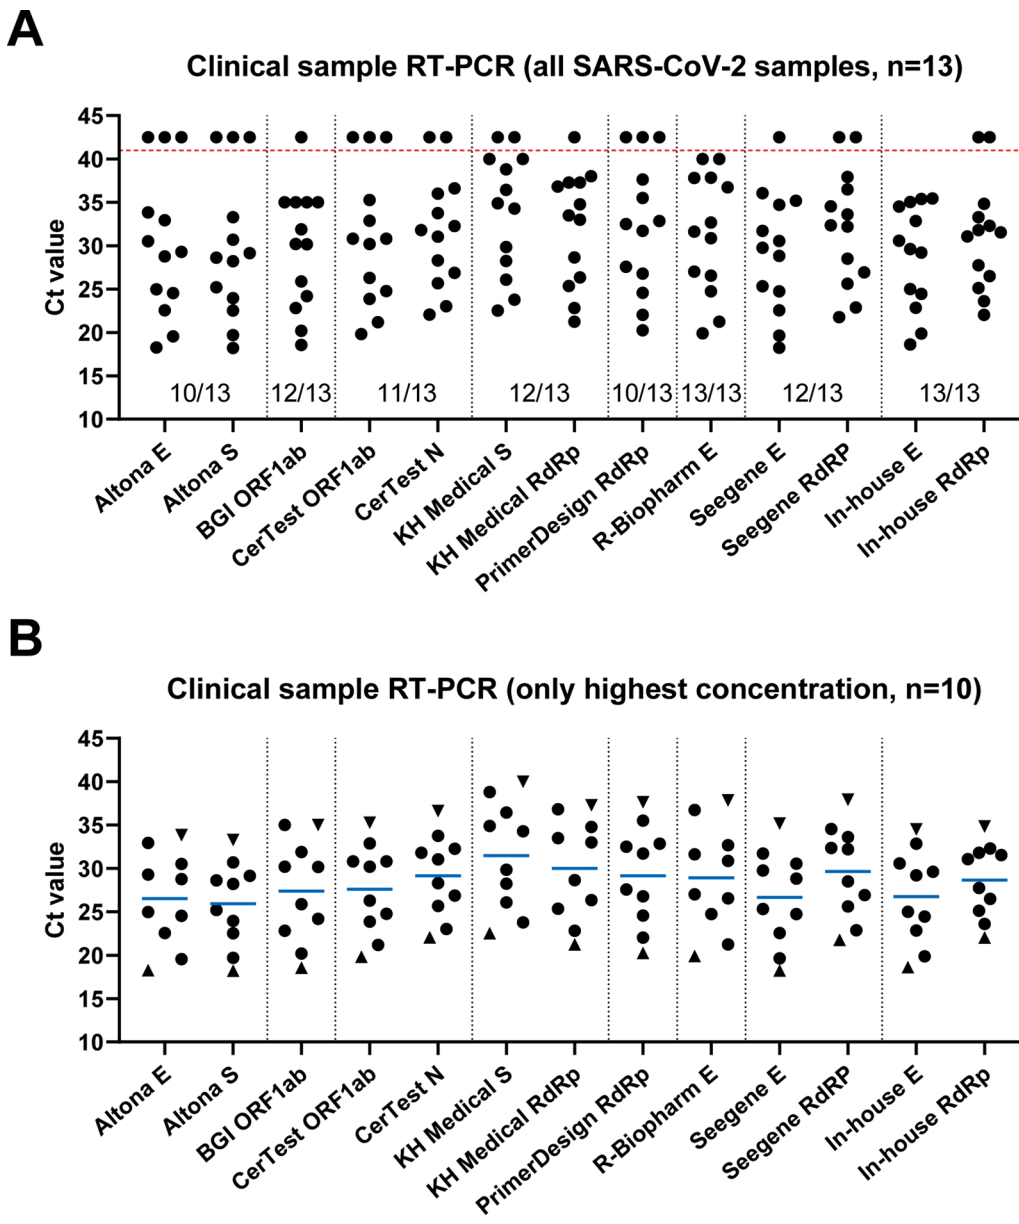 A
Clinical sample RT-PCR (all SARS-CoV-2 samples, n=13)
Ct value
45
40
35
30
25
20
15
10
10/13
12/13
11/13
12/13
10/13
13/13
12/13
13/13
Altona E
Altona S
BGI ORF1ab
CerTest ORF1ab
CerTest N
KH Medical S
KH Medical RdRp
PrimerDesign RdRp
R-Biopharm E
Seegene E
Seegene RdRP
In-house E
In-house RdRp
B
Clinical sample RT-PCR (only highest concentration, n=10)
Ct value
45
40
35
30
25
20
15
10
Altona E
Altona S
BGI ORF1ab
CerTest ORF1ab
CerTest N
KH Medical S
KH Medical RdRp
PrimerDesign RdRp
R-Biopharm E
Seegene E
Seegene RdRP
In-house E
In-house RdRp